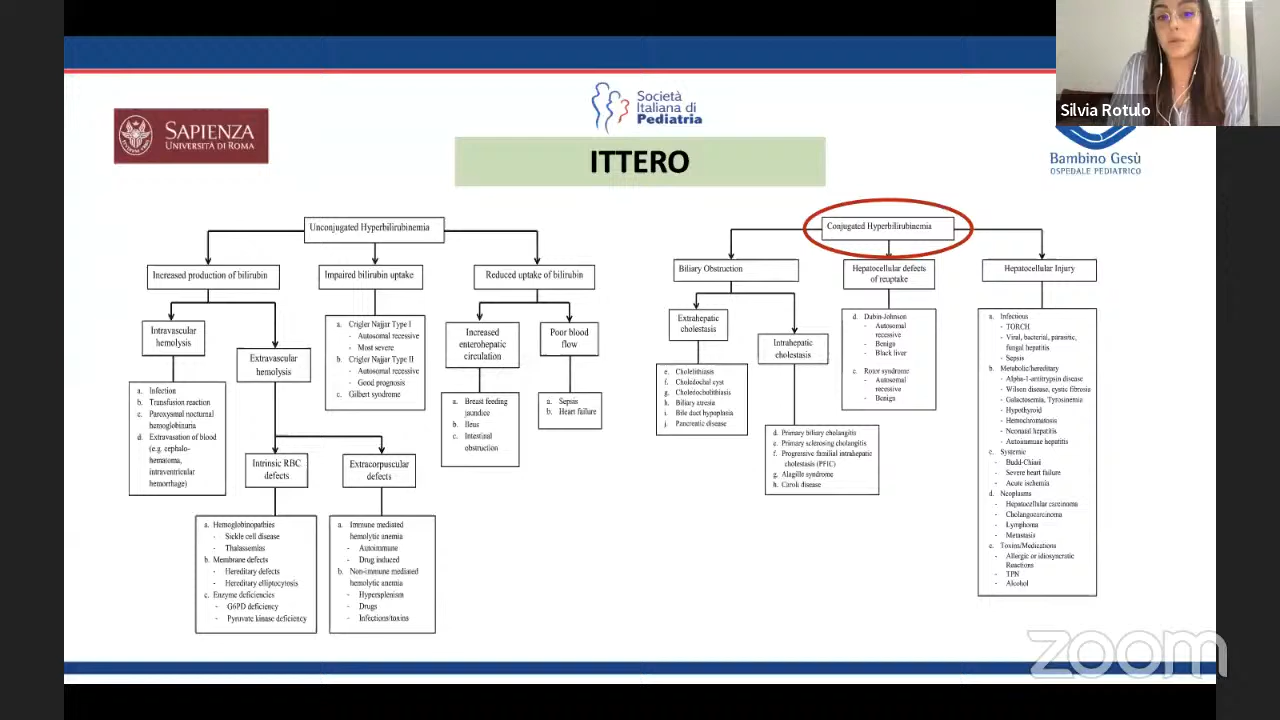 Silvia Rotulo
SAPIENZA
UNIVERSITÀ DI ROMA
Società
Italiana di
Pediatria
Bambino Gesù
OSPEDALE PEDIATRICO
ITTERO
Unconjugated Hyperbilirubinemia
Increased production of bilirubin
Impaired bilirubin uptake
Reduced uptake of bilirubin
Intravascular
hemolysis
Extravascular
hemolysis
a. Infection
b. Transfusion reaction
c. Paroxysmal nocturnal
hemoglobinuria
d. Extravasation of blood
(e.g. cephalo-
hematoma,
intraventricular
hemorrhage)
Intrinsic RBC
defects
Extracorpuscular
defects
a. Hemoglobinopathies
- Sickle cell disease
- Thalassemias
b. Membrane defects
- Hereditary defects
- Hereditary elliptocytosis
c. Enzyme deficiencies
- G6PD deficiency
- Pyruvate kinase deficiency
a. Immune mediated
hemolytic anemia
- Autoimmune
- Drug induced
b. Non-immune mediated
hemolytic anemia
- Hypersplenism
- Drugs
- Infections/toxins
a. Crigler Najjar Type I
- Autosomal recessive
- Most severe
b. Crigler Najjar Type II
- Autosomal recessive
- Good prognosis
c. Gilbert syndrome
Increased
enterohepatic
circulation
Poor blood
flow
a. Breast feeding
jaundice
b. Ileus
c. Intestinal
obstruction
a. Sepsis
b. Heart failure
Conjugated Hyperbilirubinemia
Biliary Obstruction
Hepatocellular defects
of reuptake
Hepatocellular Injury
Extrahepatic
cholestasis
Intrahepatic
cholestasis
e. Cholelithiasis
f. Choledochal cyst
g. Choledocholithiasis
h. Biliary atresia
i. Bile duct hypoplasia
j. Pancreatic disease
d. Primary biliary cholangitis
e. Primary sclerosing cholangitis
f. Progressive familial intrahepatic
cholestasis (PFIC)
g. Alagille syndrome
h. Caroli disease
d. Dubin-Johnson
- Autosomal
recessive
- Benign
- Black liver
e. Rotor syndrome
- Autosomal
recessive
- Benign
a. Infectious
- TORCH
- Viral, bacterial, parasitic,
fungal hepatitis
- Sepsis
b. Metabolic/hereditary
- Alpha-1-antitrypsin disease
- Wilson disease, cystic fibrosis
- Galactosemia, Tyrosinemia
- Hypothyroid
- Hemochromatosis
- Neonatal hepatitis
- Autoimmune hepatitis
c. Systemic
- Budd-Chiari
- Severe heart failure
- Acute ischemia
d. Neoplasms
- Hepatocellular carcinoma
- Cholangiocarcinoma
- Lymphoma
- Metastasis
e. Toxins/Medications
- Allergic or idiosyncratic
Reactions
- TPN
- Alcohol
zoom